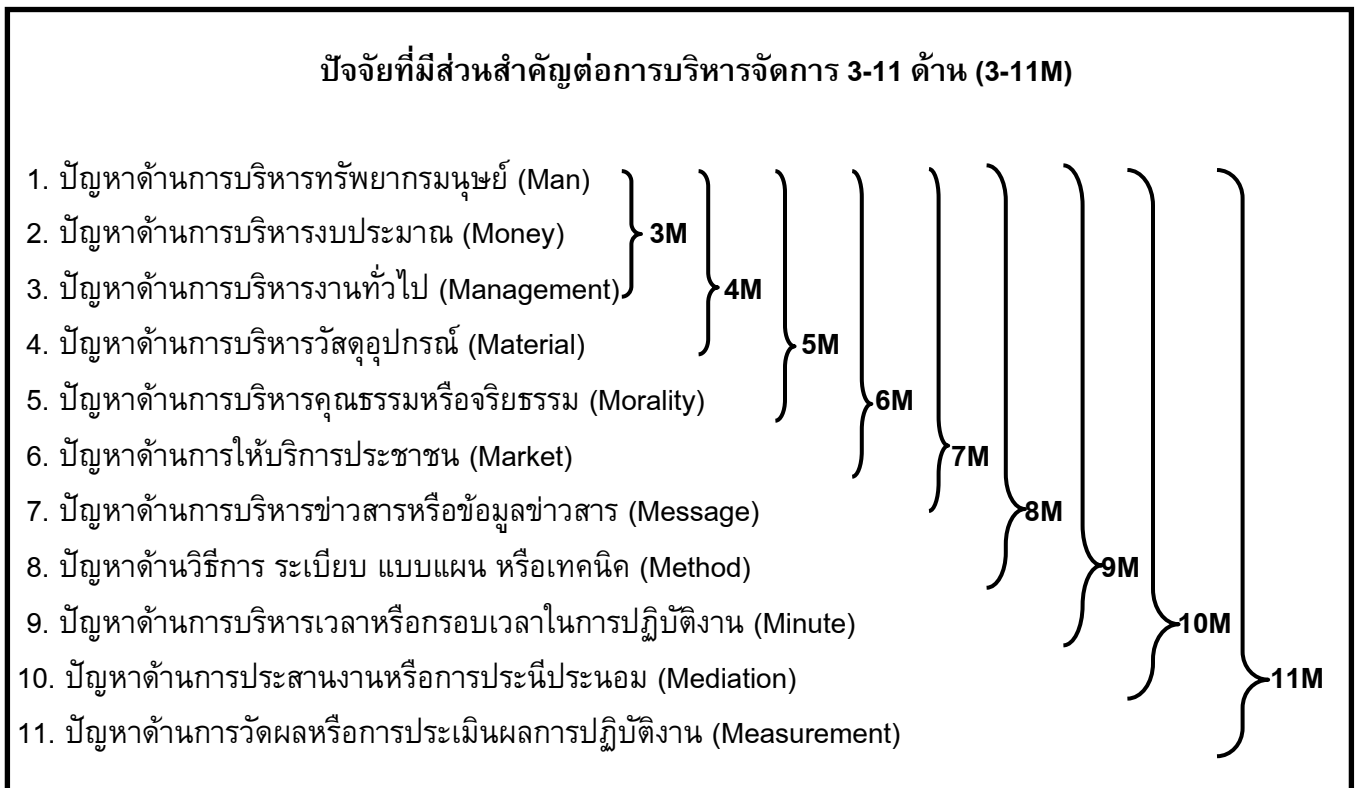 ปัจจัยที่มีส่วนสำคัญต่อการบริหารจัดการ 3-11 ด้าน (3-11M)
1. ปัญหาด้านการบริหารทรัพยากรมนุษย์ (Man)
2. ปัญหาด้านการบริหารงบประมาณ (Money)
3M
3. ปัญหาด้านการบริหารงานทั่วไป (Management)
4M
4. ปัญหาด้านการบริหารวัสดุอุปกรณ์ (Material)
5M
5. ปัญหาด้านการบริหารคุณธรรมหรือจริยธรรม (Morality)
6M
6. ปัญหาด้านการให้บริการประชาชน (Market)
7M
7. ปัญหาด้านการบริหารข่าวสารหรือข้อมูลข่าวสาร (Message)
8M
8. ปัญหาด้านวิธีการ ระเบียบ แบบแผน หรือเทคนิค (Method)
9M
9. ปัญหาด้านการบริหารเวลาหรือกรอบเวลาในการปฏิบัติงาน (Minute)
10M
10. ปัญหาด้านการประสานงานหรือการประนีประนอม (Mediation)
11M
11. ปัญหาด้านการวัดผลหรือการประเมินผลการปฏิบัติงาน (Measurement)